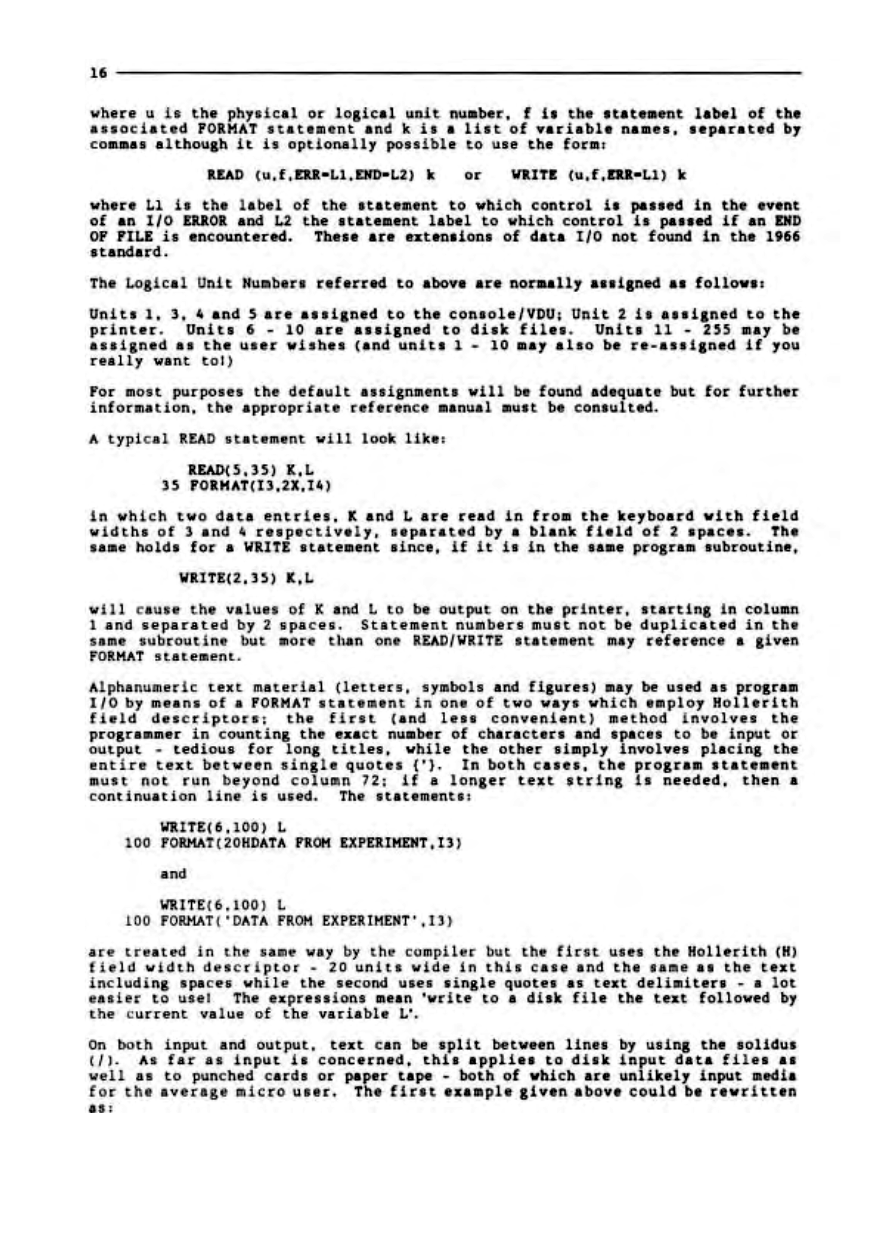 16
where u is the physical or logical unit number, f is the statement label of the
associated FORMAT statement and k is a list of variable names, separated by
commas although it is optionally possible to use the form:
READ (u,f,ERR=L1,END=L2) k or WRITE (u,f,ERR=L1) k
where L1 is the label of the statement to which control is passed in the event
of an I/O ERROR and L2 the statement label to which control is passed if an END
OF FILE is encountered. These are extensions of data I/O not found in the 1966
standard.
The Logical Unit Numbers referred to above are normally assigned as follows:
Units 1, 3, 4 and 5 are assigned to the console/VDU; Unit 2 is assigned to the
printer. Units 6 - 10 are assigned to disk files. Units 11 - 255 may be
assigned as the user wishes (and units 1 - 10 may also be re-assigned if you
really want to!)
For most purposes the default assignments will be found adequate but for further
information, the appropriate reference manual must be consulted.
A typical READ statement will look like:
READ(5,35) K,L
35 FORMAT(I3,2X,I4)
in which two data entries, K and L are read in from the keyboard with field
widths of 3 and 4 respectively, separated by a blank field of 2 spaces. The
same holds for a WRITE statement since, if it is in the same program subroutine,
WRITE(2,35) K,L
will cause the values of K and L to be output on the printer, starting in column
1 and separated by 2 spaces. Statement numbers must not be duplicated in the
same subroutine but more than one READ/WRITE statement may reference a given
FORMAT statement.
Alphanumeric text material (letters, symbols and figures) may be used as program
I/O by means of a FORMAT statement in one of two ways which employ Hollerith
field descriptors; the first (and less convenient) method involves the
programmer in counting the exact number of characters and spaces to be input or
output - tedious for long titles, while the other simply involves placing the
entire text between single quotes {'}. In both cases, the program statement
must not run beyond column 72; if a longer text string is needed, then a
continuation line is used. The statements:
WRITE(6,100) L
100 FORMAT(20HDATA FROM EXPERIMENT,I3)
and
WRITE(6,100) L
100 FORMAT('DATA FROM EXPERIMENT',I3)
are treated in the same way by the compiler but the first uses the Hollerith (H)
field width descriptor - 20 units wide in this case and the same as the text
including spaces while the second uses single quotes as text delimiters - a lot
easier to use! The expressions mean 'write to a disk file the text followed by
the current value of the variable L'.
On both input and output, text can be split between lines by using the solidus
(/). As far as input is concerned, this applies to disk input data files as
well as to punched cards or paper tape - both of which are unlikely input media
for the average micro user. The first example given above could be rewritten
as: